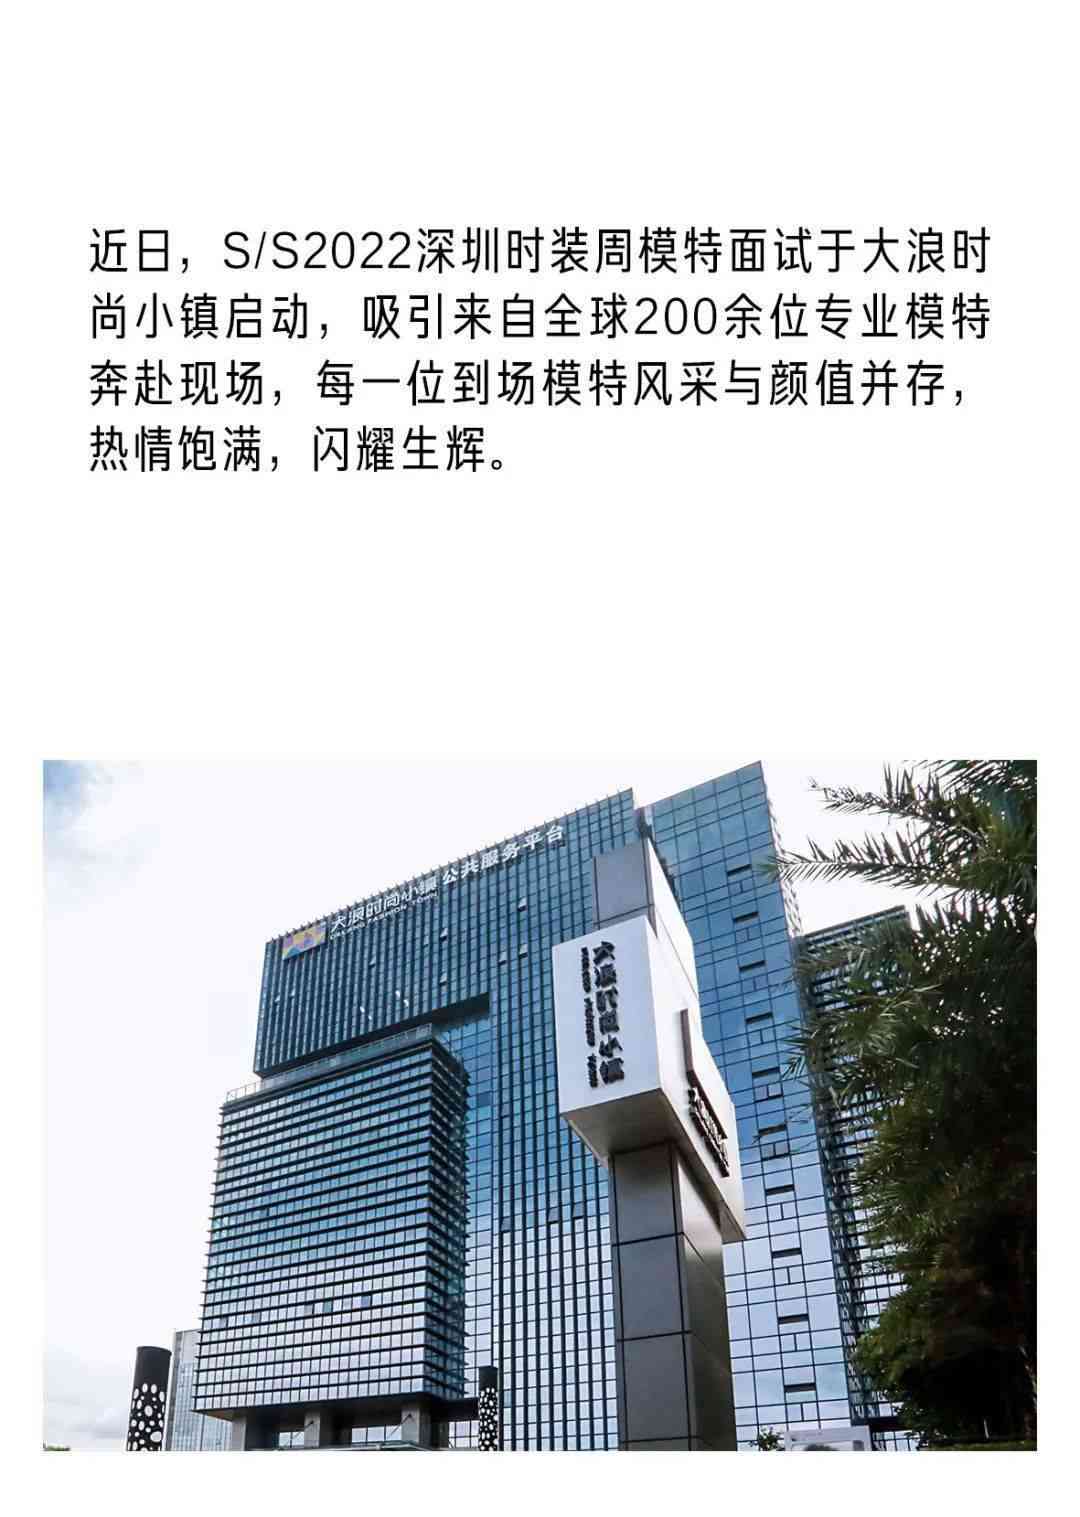 近日，S/S2022深圳时装周模特面试于大浪时
尚小镇启动，吸引来自全球200余位专业模特
奔赴现场，每一位到场模特风采与颜值并存，
热情饱满，闪耀生辉。
大浪时尚小镇公共服务平台
DALANG FASHION TOWN
大浪时尚小镇